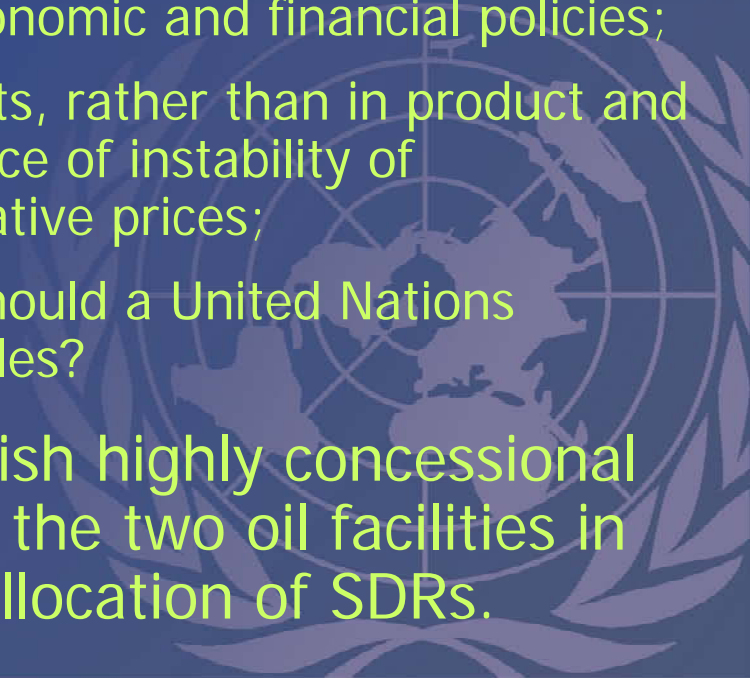 onomic and financial policies;
ts, rather than in product and
ce of instability of
ative prices;
hould a United Nations
les?
ish highly concessional
the two oil facilities in
llocation of SDRs.